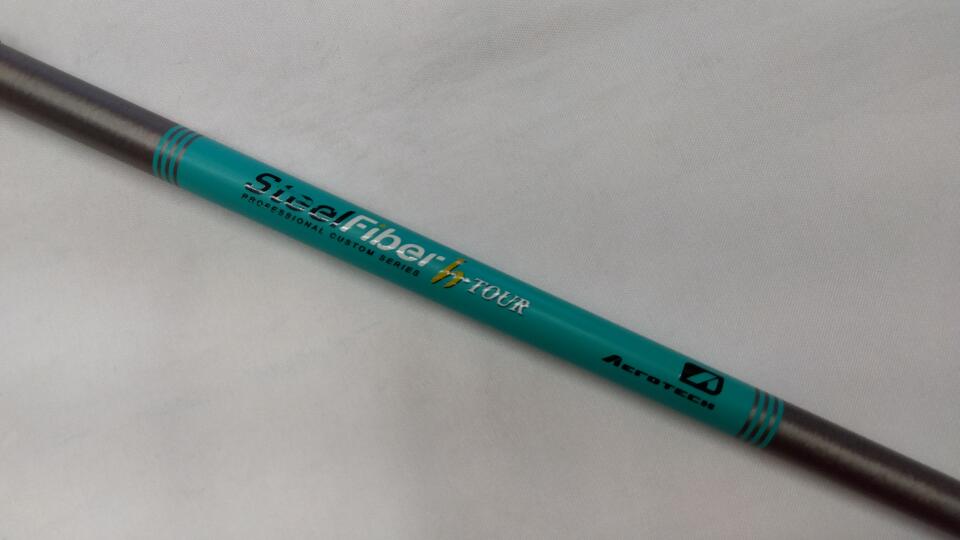 SteelFiber h TOUR
PROFESSIONAL CUSTOM SERIES
AEROTECH